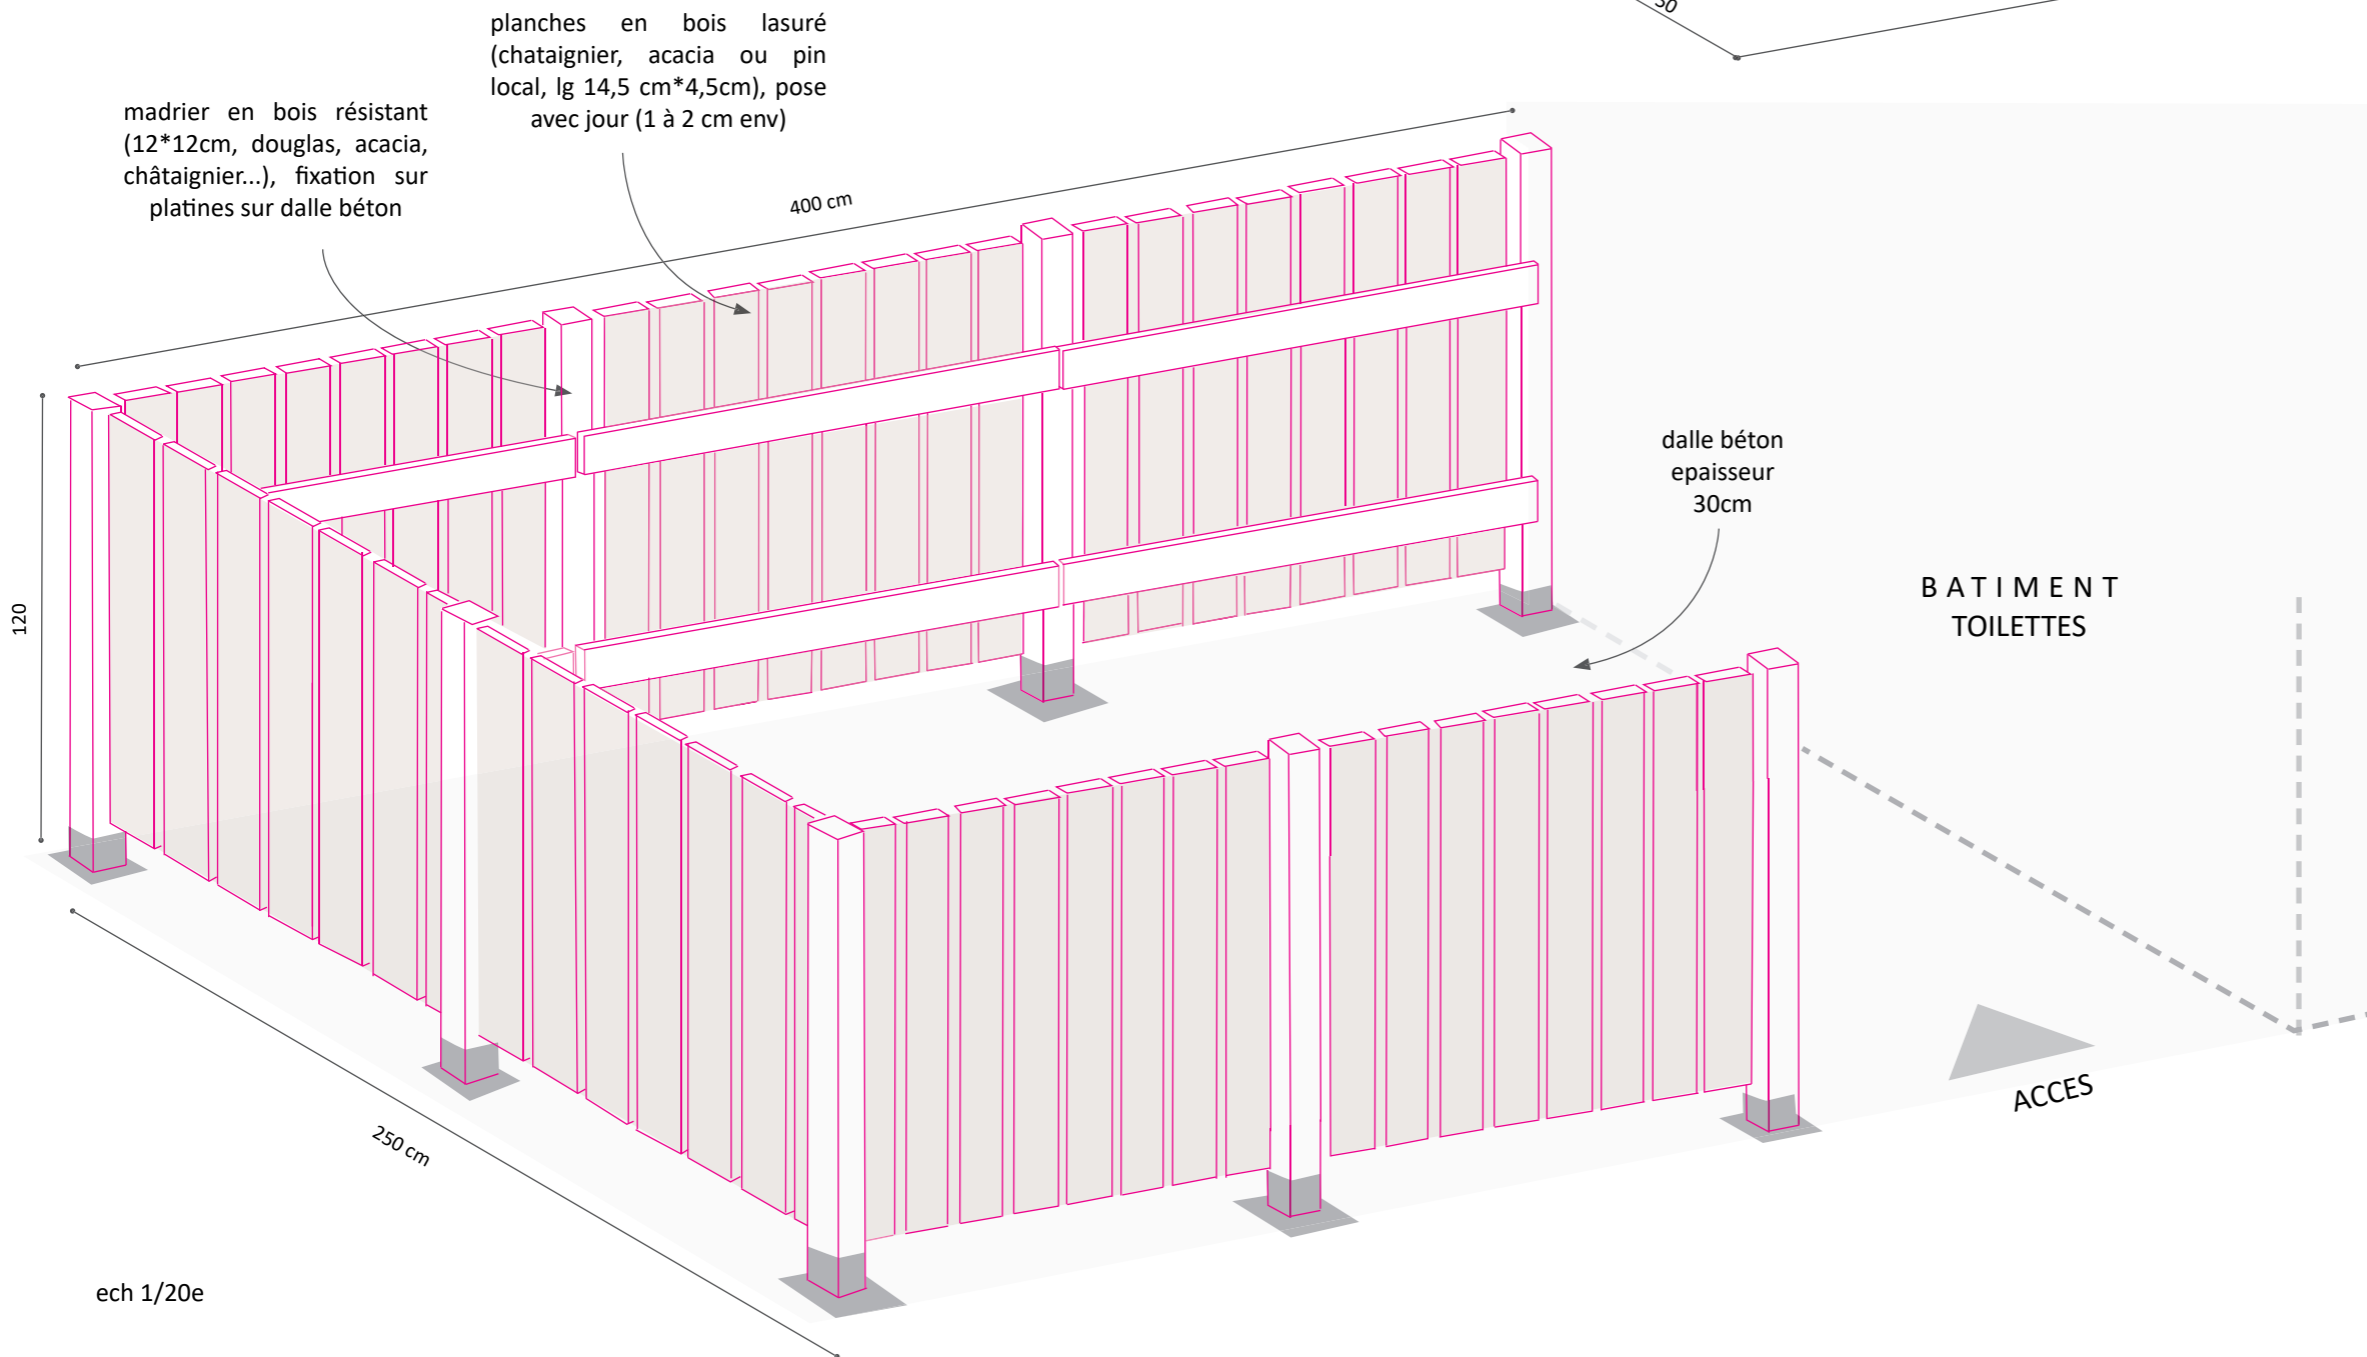 50
planches en bois lasuré
(chataignier, acacia ou pin
local, lg 14,5 cm*4,5cm), pose
avec jour (1 à 2 cm env)
madrier en bois résistant
(12*12cm, douglas, acacia,
châtaignier...), fixation sur
platines sur dalle béton
400 cm
dalle béton
epaisseur
30cm
BATIMENT
TOILETTES
120
ACCES
250 cm
ech 1/20e